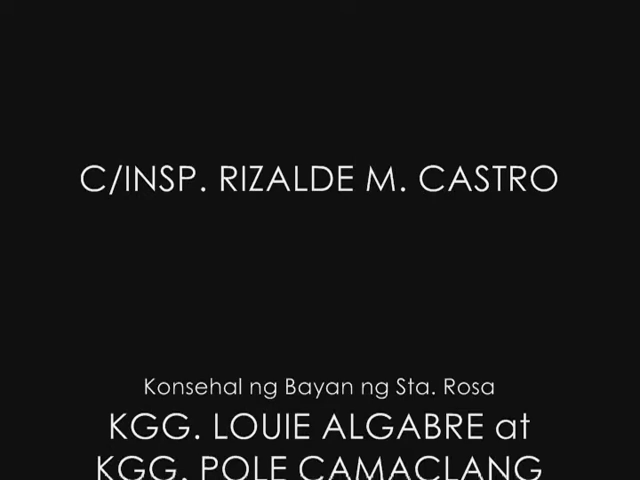 C/INSP. RIZALDE M. CASTRO
Konsehal ng Bayan ng Sta. Rosa
KGG. LOUIE ALGABRE at
KGG. POLE CAMACLANG